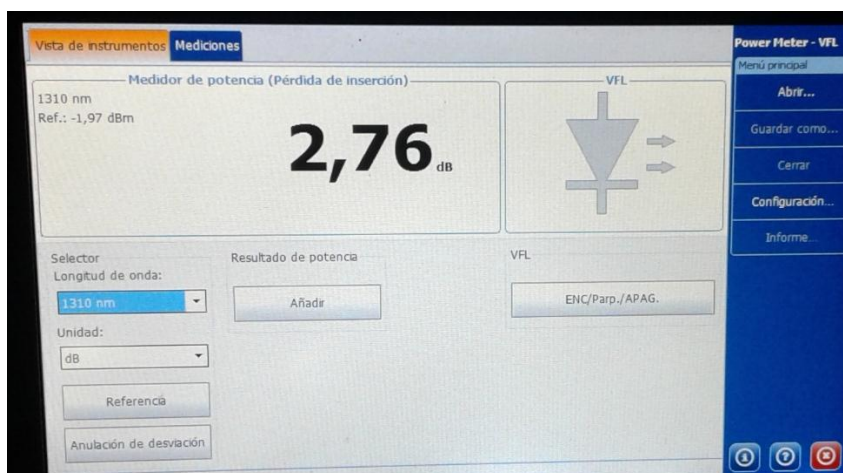 Vista de instrumentos
Mediciones
Power Meter - VFL
Menú principal
Abrir...
Guardar como...
Cerrar
Configuración...
Informe...
Medidor de potencia (Pérdida de inserción)
1310 nm
Ref.: -1,97 dBm
2,76 dB
VFL
Selector
Longitud de onda:
1310 nm
Unidad:
dB
Referencia
Anulación de desviación
Resultado de potencia
Añadir
VFL
ENC/Parp./APAG.